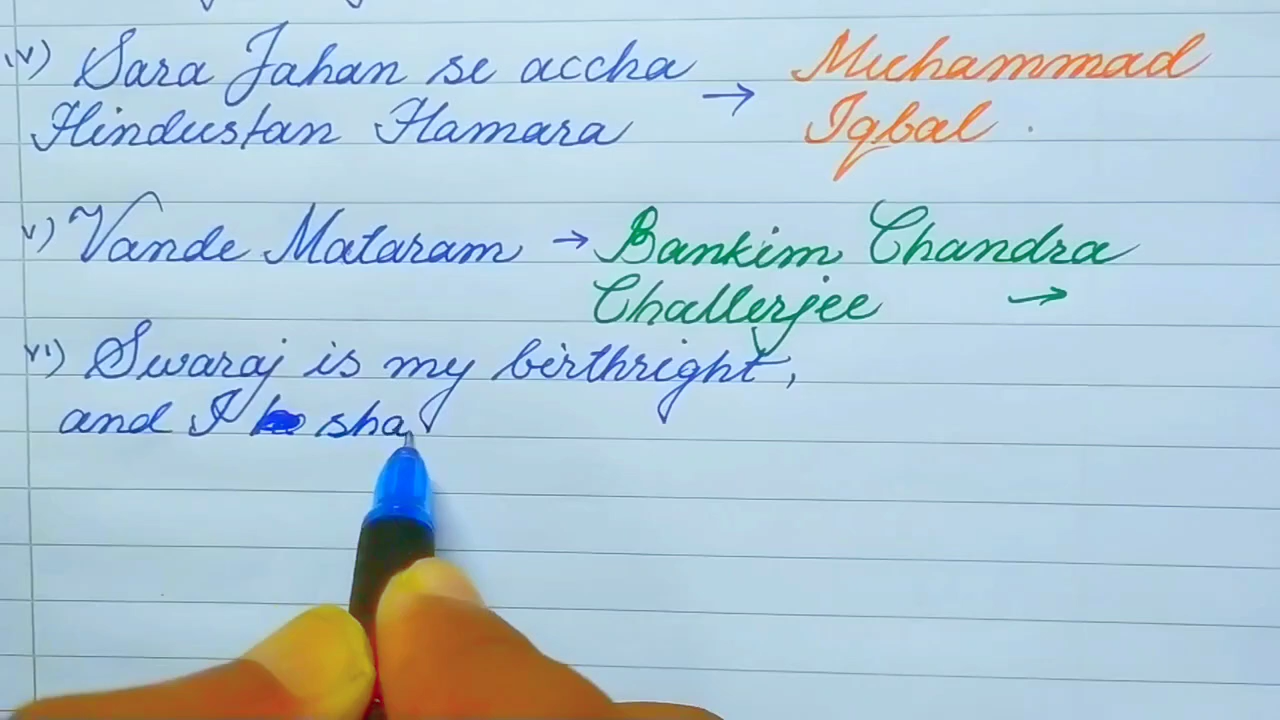 iv) Sara Jahan se accha → Muhammad
Hindustan Hamara Iqbal .
v) Vande Mataram → Bankim Chandra
Challerjee →
vi) Swaraj is my birthright,
and I sha